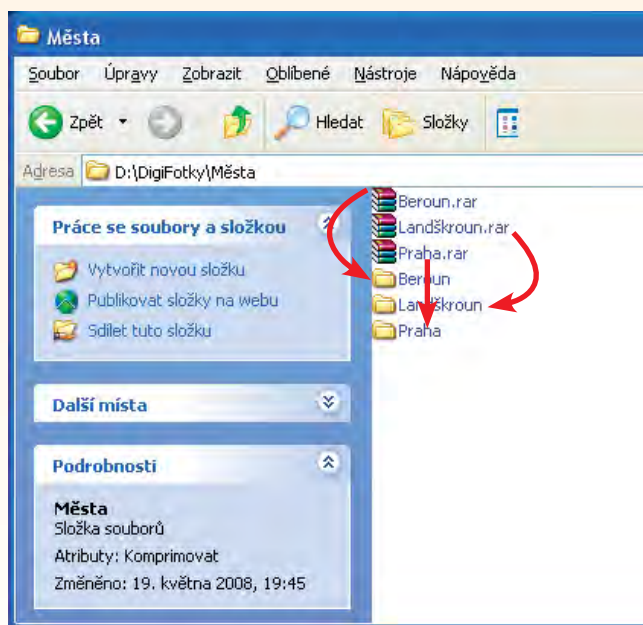 Města
Soubor Úpravy Zobrazit Oblíbené Nástroje Nápověda
Zpět Hledat Složky
Adresa D:\DigiFotky\Města
Práce se soubory a složkou
Vytvořit novou složku
Publikovat složky na webu
Sdílet tuto složku
Další místa
Podrobnosti
Města
Složka souborů
Atributy: Komprimovat
Změněno: 19. května 2008, 19:45
Beroun.rar
Landškroun.rar
Praha.rar
Beroun
Landškroun
Praha